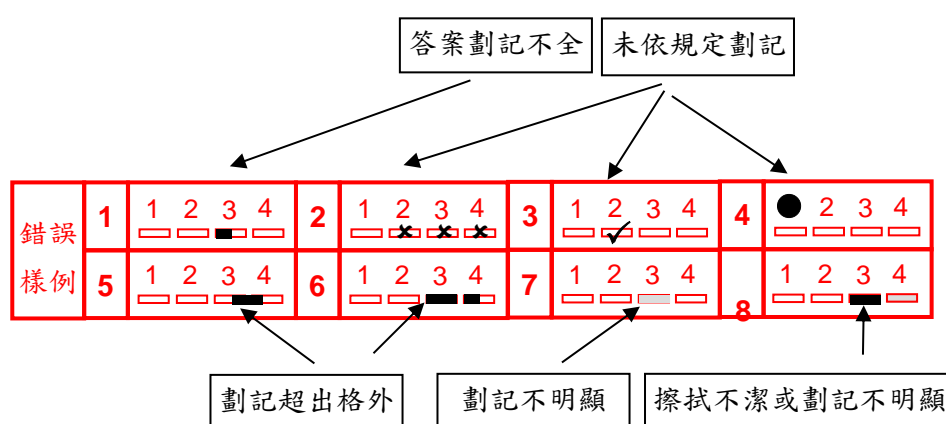 答案劃記不全 未依規定劃記
錯誤樣例
1 1 2 3 4 2 1 2 3 4 3 1 2 3 4 4 2 3 4
5 1 2 3 4 6 1 2 3 4 7 1 2 3 4 8 1 2 3 4
劃記超出格外 劃記不明顯 擦拭不潔或劃記不明顯